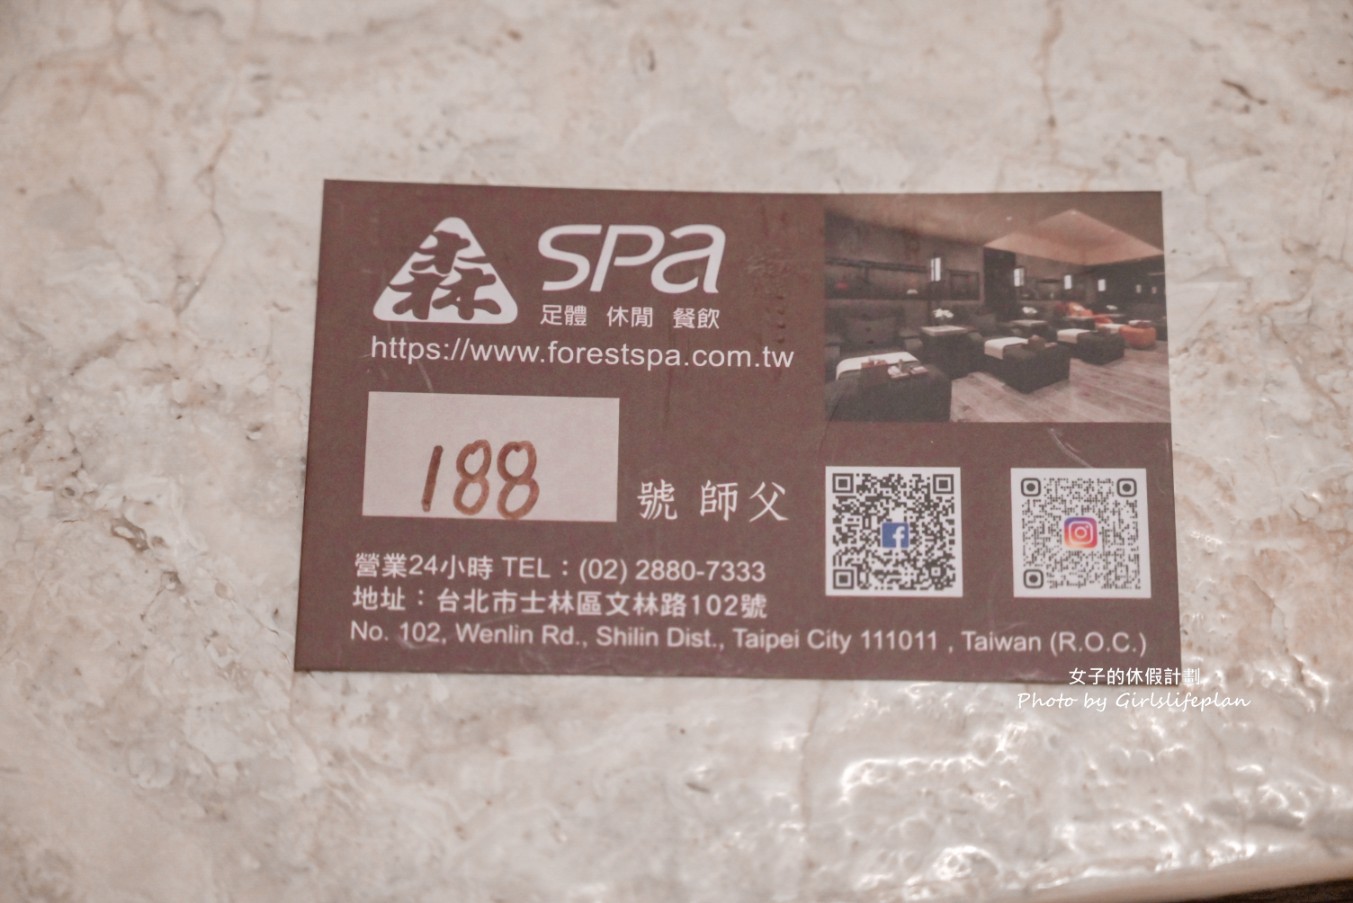 森 SPA
足體 休閒 餐飲
https://www.forestspa.com.tw
188 號 師父
營業24小時 TEL：(02) 2880-7333
地址：台北市士林區文林路102號
No. 102, Wenlin Rd., Shilin Dist., Taipei City 111011 , Taiwan (R.O.C.)
女子的休假計劃
Photo by Girlslifeplan